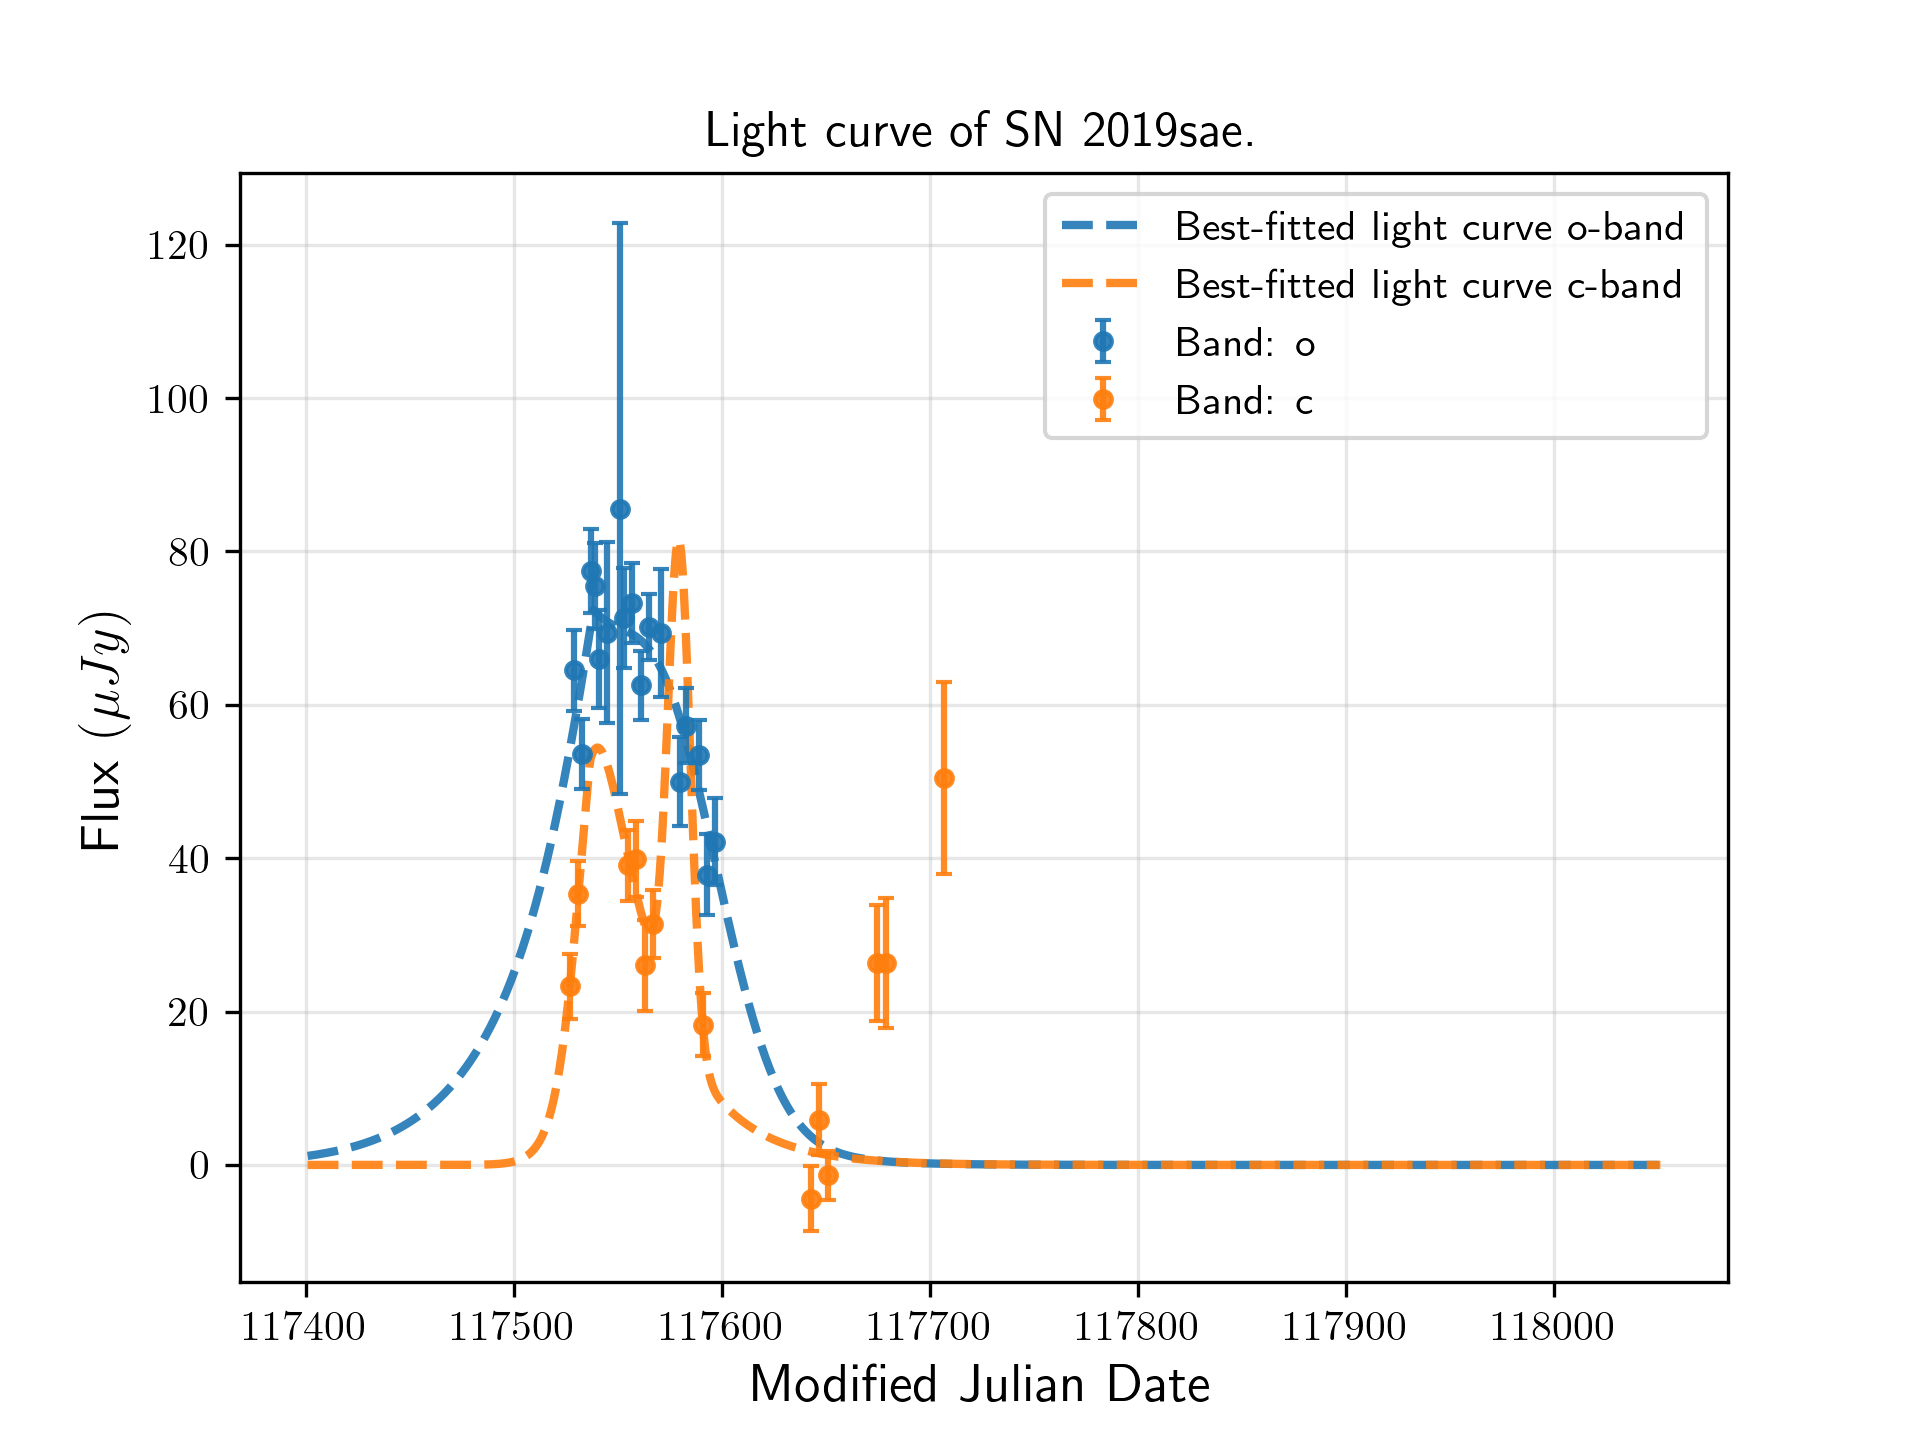 Light curve of SN 2019sae.
Best-fitted light curve o-band
Best-fitted light curve c-band
Band: o
Band: c
120
100
80
60
40
20
0
Flux (μJy)
117400 117500 117600 117700 117800 117900 118000
Modified Julian Date